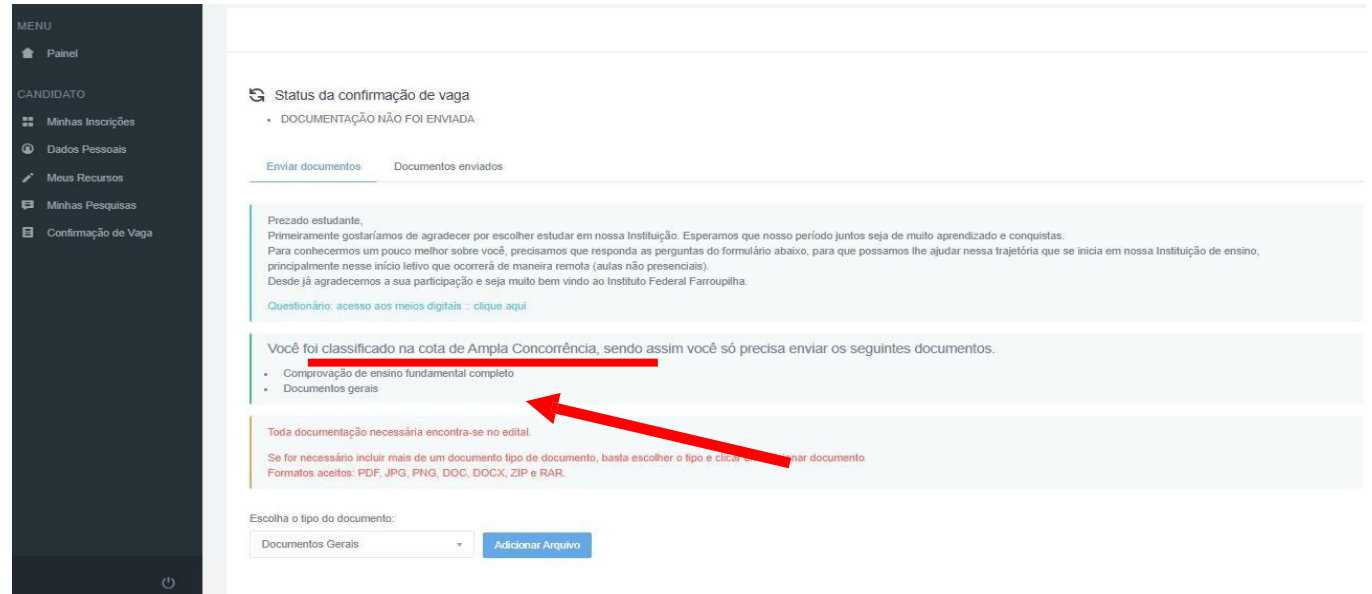 MENU
Painel
CANDIDATO
Minhas Inscrições
Dados Pessoais
Meus Recursos
Minhas Pesquisas
Confirmação de Vaga
Status da confirmação de vaga
DOCUMENTAÇÃO NÃO FOI ENVIADA
Enviar documentos Documentos enviados
Prezado estudante,
Primeiramente gostaríamos de agradecer por escolher estudar em nossa Instituição. Esperamos que nosso período juntos seja de muito aprendizado e conquistas.
Para conhecermos um pouco melhor sobre você, precisamos que responda as perguntas do formulário abaixo, para que possamos lhe ajudar nessa trajetória que se inicia em nossa Instituição de ensino,
principalmente nesse início letivo que ocorrerá de maneira remota (aulas não presenciais).
Desde já agradecemos a sua participação e seja muito bem vindo ao Instituto Federal Farroupilha.
Questionário: acesso aos meios digitais :: clique aqui
Você foi classificado na cota de Ampla Concorrência, sendo assim você só precisa enviar os seguintes documentos.
Comprovação de ensino fundamental completo
Documentos gerais
Toda documentação necessária encontra-se no edital.
Se for necessário incluir mais de um documento tipo de documento, basta escolher o tipo e clicar documento
Formatos aceitos: PDF, JPG, PNG, DOC, DOCX, ZIP e RAR.
Escolha o tipo do documento:
Documentos Gerais Adicionar Arquivo